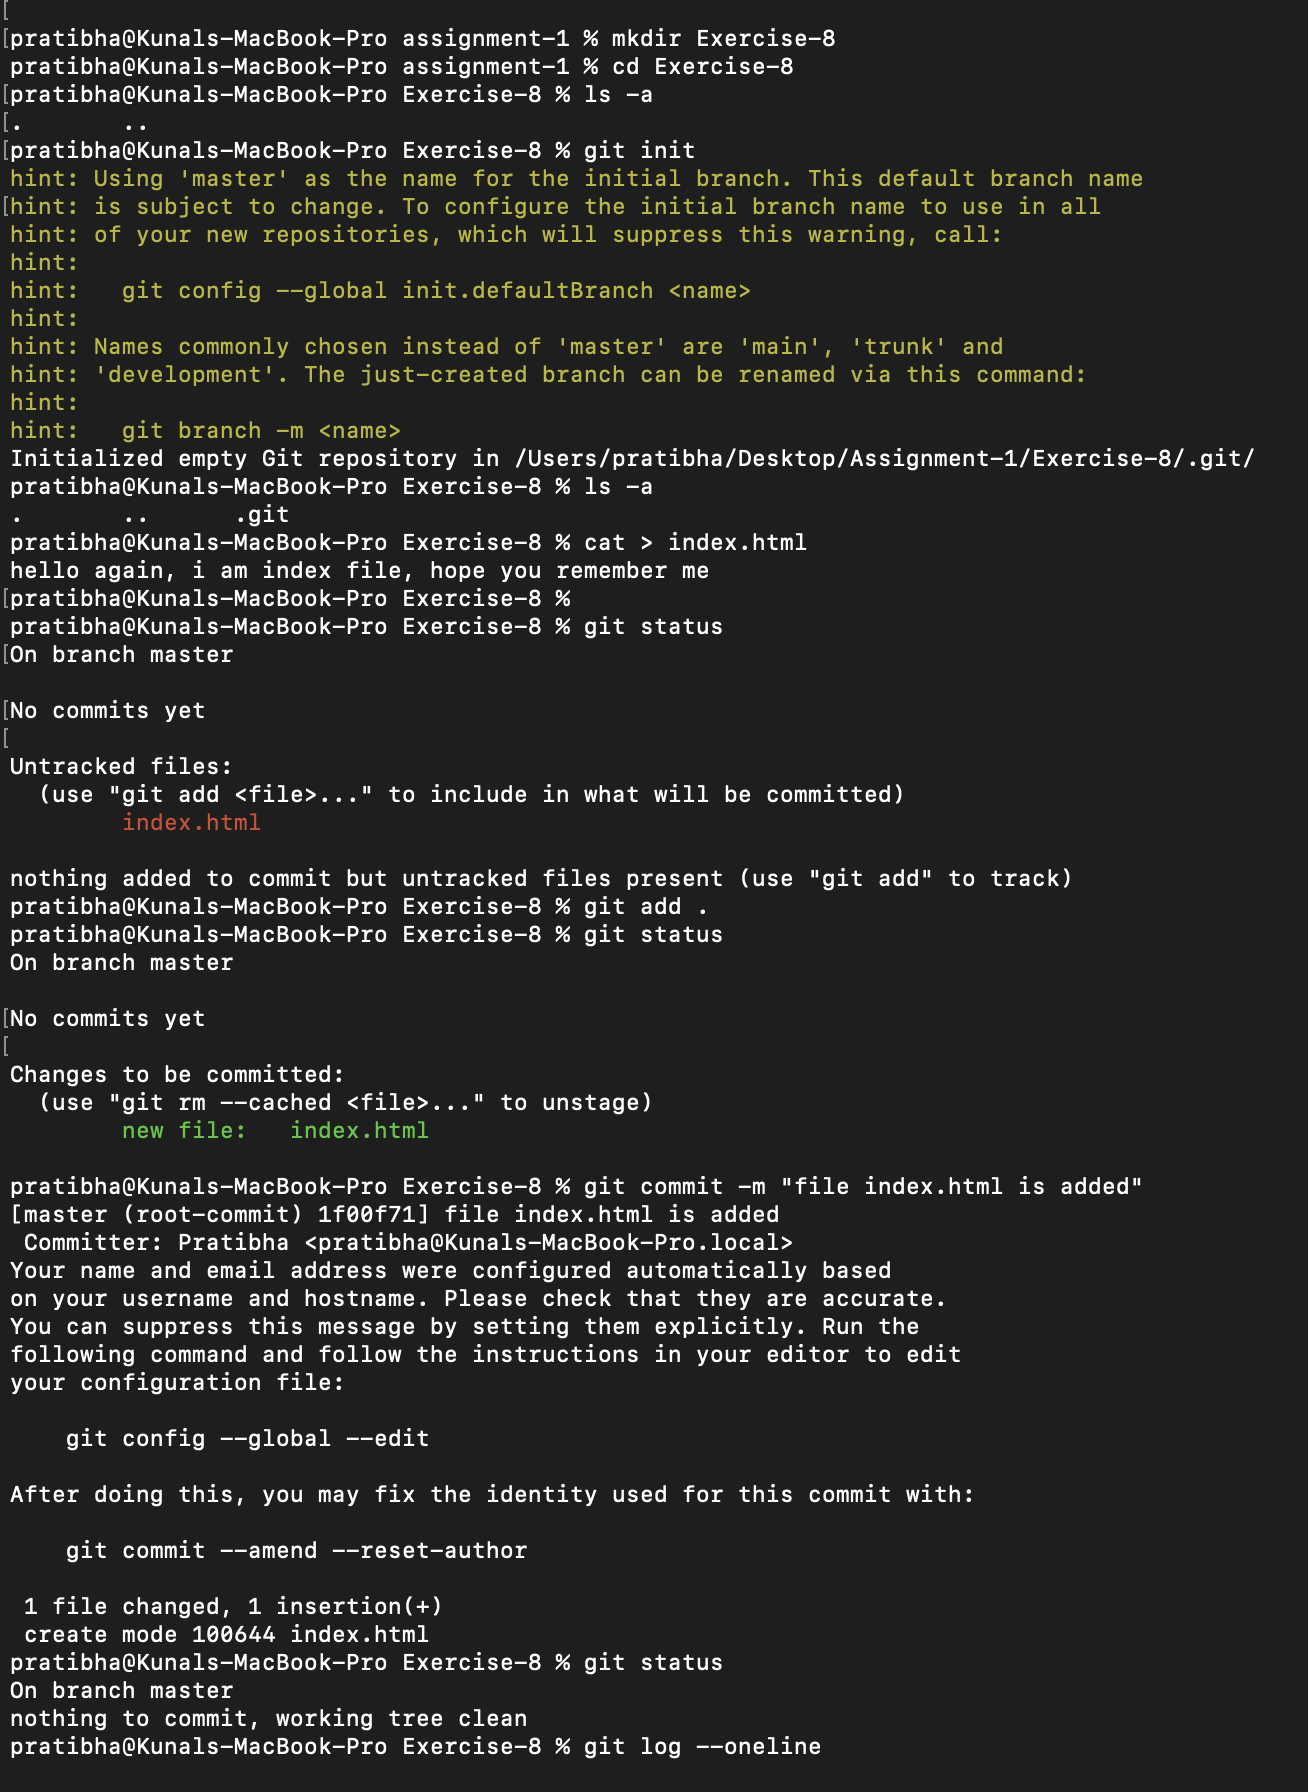 [
[pratibha@Kunals-MacBook-Pro assignment-1 % mkdir Exercise-8
pratibha@Kunals-MacBook-Pro assignment-1 % cd Exercise-8
[pratibha@Kunals-MacBook-Pro Exercise-8 % ls -a
[.       ..
[pratibha@Kunals-MacBook-Pro Exercise-8 % git init
hint: Using 'master' as the name for the initial branch. This default branch name
[hint: is subject to change. To configure the initial branch name to use in all
hint: of your new repositories, which will suppress this warning, call:
hint:
hint:   git config --global init.defaultBranch <name>
hint:
hint: Names commonly chosen instead of 'master' are 'main', 'trunk' and
hint: 'development'. The just-created branch can be renamed via this command:
hint:
hint:   git branch -m <name>
Initialized empty Git repository in /Users/pratibha/Desktop/Assignment-1/Exercise-8/.git/
pratibha@Kunals-MacBook-Pro Exercise-8 % ls -a
.       ..      .git
pratibha@Kunals-MacBook-Pro Exercise-8 % cat > index.html
hello again, i am index file, hope you remember me
[pratibha@Kunals-MacBook-Pro Exercise-8 %
pratibha@Kunals-MacBook-Pro Exercise-8 % git status
[On branch master
[No commits yet
[
Untracked files:
  (use "git add <file>..." to include in what will be committed)
        index.html
nothing added to commit but untracked files present (use "git add" to track)
pratibha@Kunals-MacBook-Pro Exercise-8 % git add .
pratibha@Kunals-MacBook-Pro Exercise-8 % git status
On branch master
[No commits yet
[
Changes to be committed:
  (use "git rm --cached <file>..." to unstage)
        new file:   index.html
pratibha@Kunals-MacBook-Pro Exercise-8 % git commit -m "file index.html is added"
[master (root-commit) 1f00f71] file index.html is added
 Committer: Pratibha <pratibha@Kunals-MacBook-Pro.local>
Your name and email address were configured automatically based
on your username and hostname. Please check that they are accurate.
You can suppress this message by setting them explicitly. Run the
following command and follow the instructions in your editor to edit
your configuration file:
    git config --global --edit
After doing this, you may fix the identity used for this commit with:
    git commit --amend --reset-author
 1 file changed, 1 insertion(+)
 create mode 100644 index.html
pratibha@Kunals-MacBook-Pro Exercise-8 % git status
On branch master
nothing to commit, working tree clean
pratibha@Kunals-MacBook-Pro Exercise-8 % git log --oneline